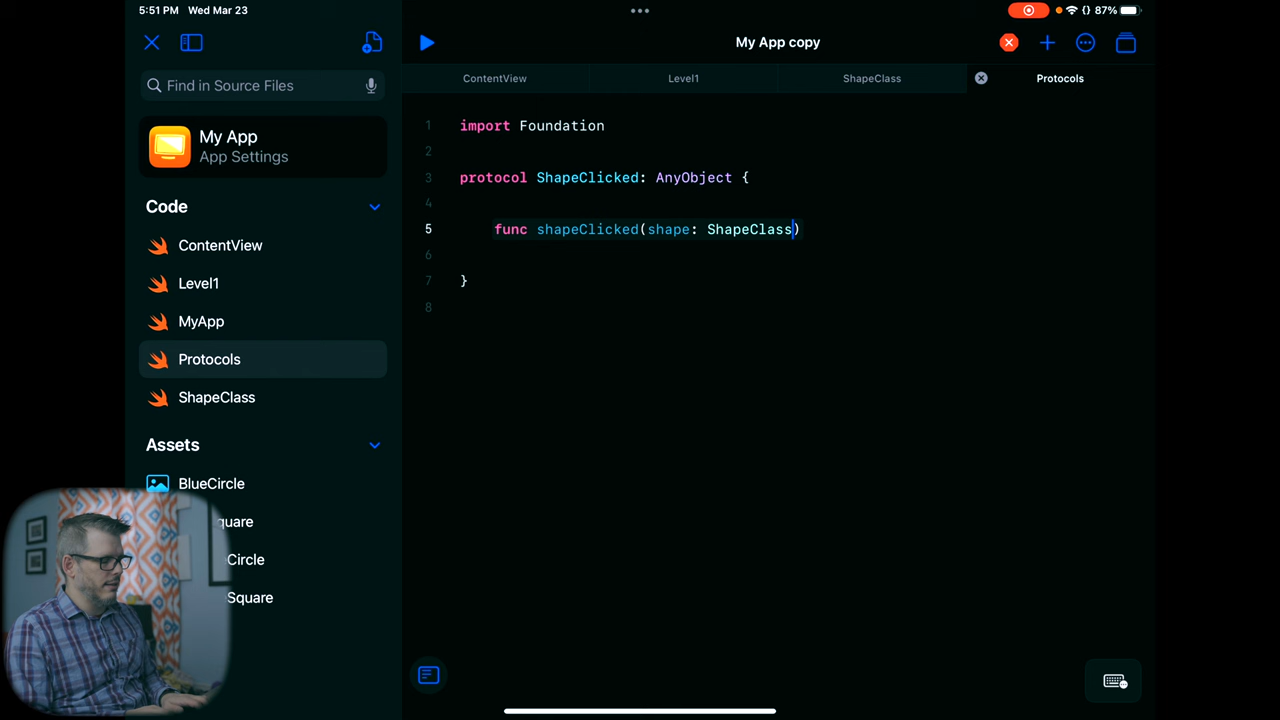 5:51 PM Wed Mar 23
87%
My App copy
Find in Source Files
ContentView
Level1
ShapeClass
Protocols
My App
App Settings
Code
ContentView
Level1
MyApp
Protocols
ShapeClass
Assets
BlueCircle
quare
Circle
Square
1 import Foundation
2
3 protocol ShapeClicked: AnyObject {
4
5 func shapeClicked(shape: ShapeClass)
6
7 }
8